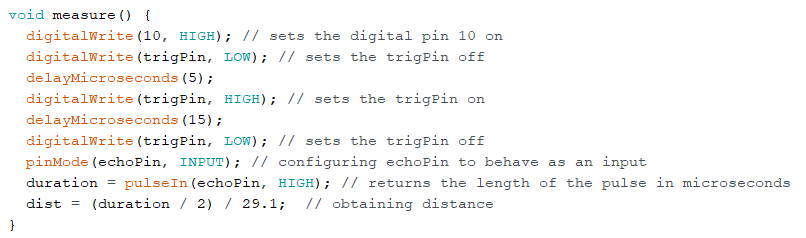 void measure() {
  digitalWrite(10, HIGH); // sets the digital pin 10 on
  digitalWrite(trigPin, LOW); // sets the trigPin off
  delayMicroseconds(5);
  digitalWrite(trigPin, HIGH); // sets the trigPin on
  delayMicroseconds(15);
  digitalWrite(trigPin, LOW); // sets the trigPin off
  pinMode(echoPin, INPUT); // configuring echoPin to behave as an input
  duration = pulseIn(echoPin, HIGH); // returns the length of the pulse in microseconds
  dist = (duration / 2) / 29.1;  // obtaining distance
}